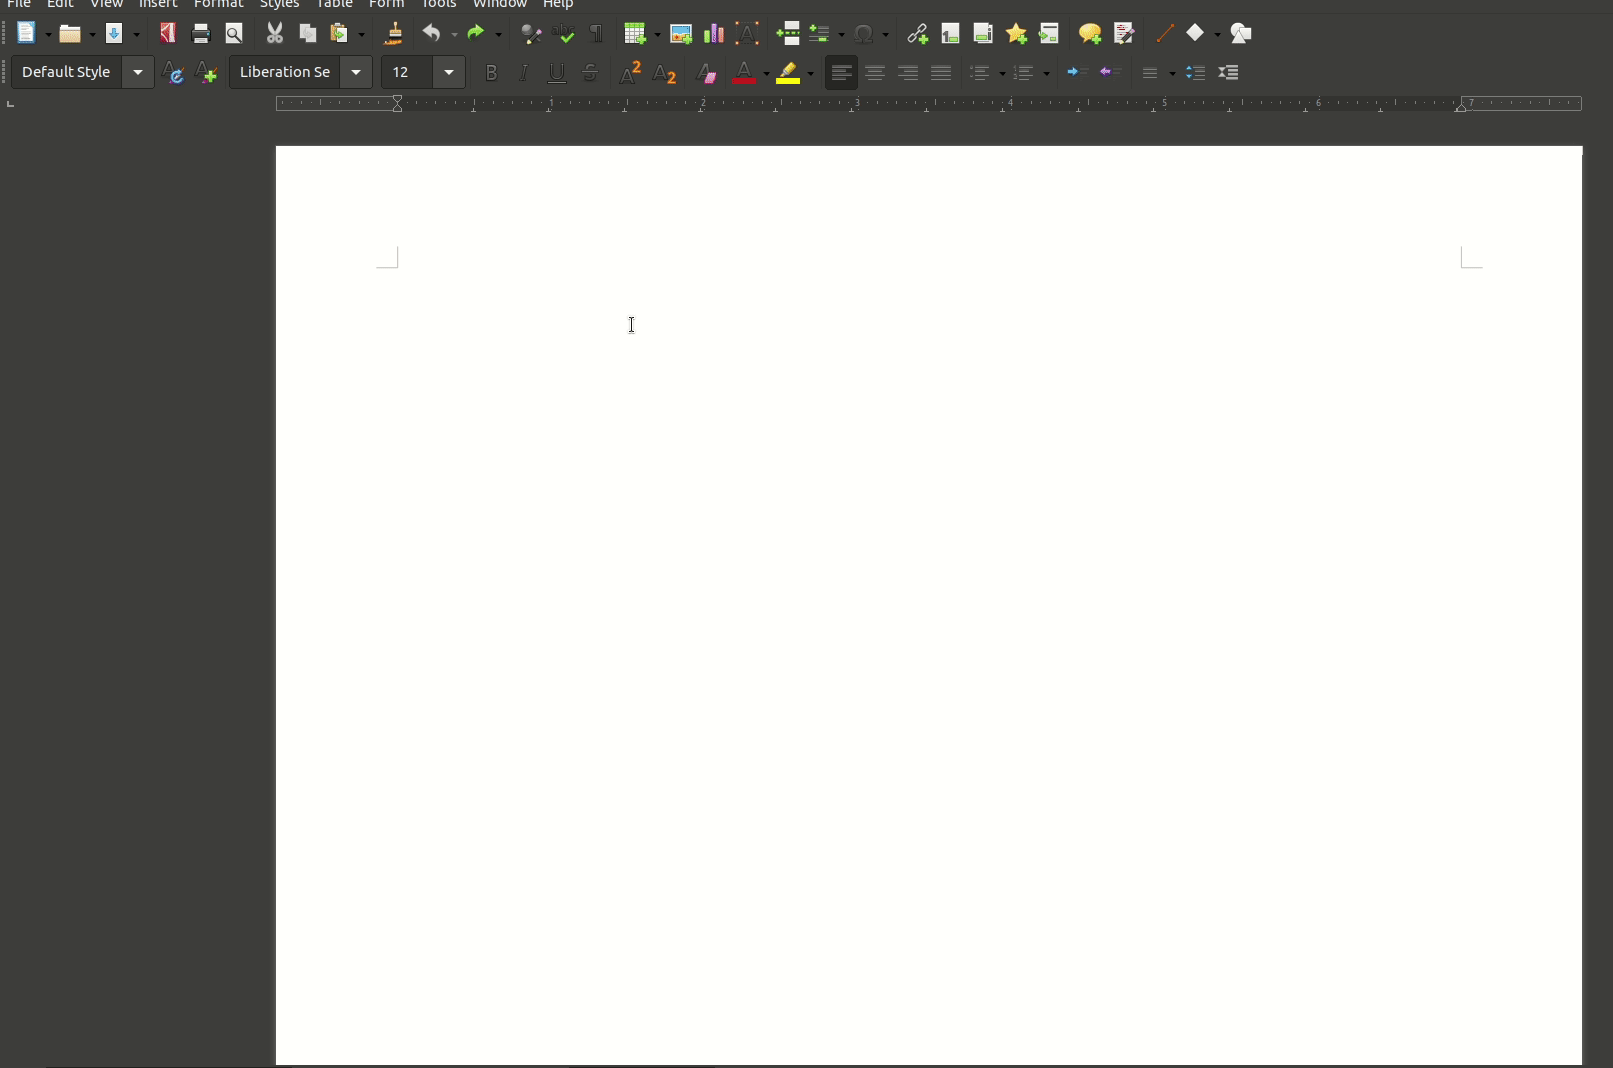 File Edit View Insert Format Styles Table Form Tools Window Help
Default Style Liberation Se 12
1 2 3 4 5 6 7